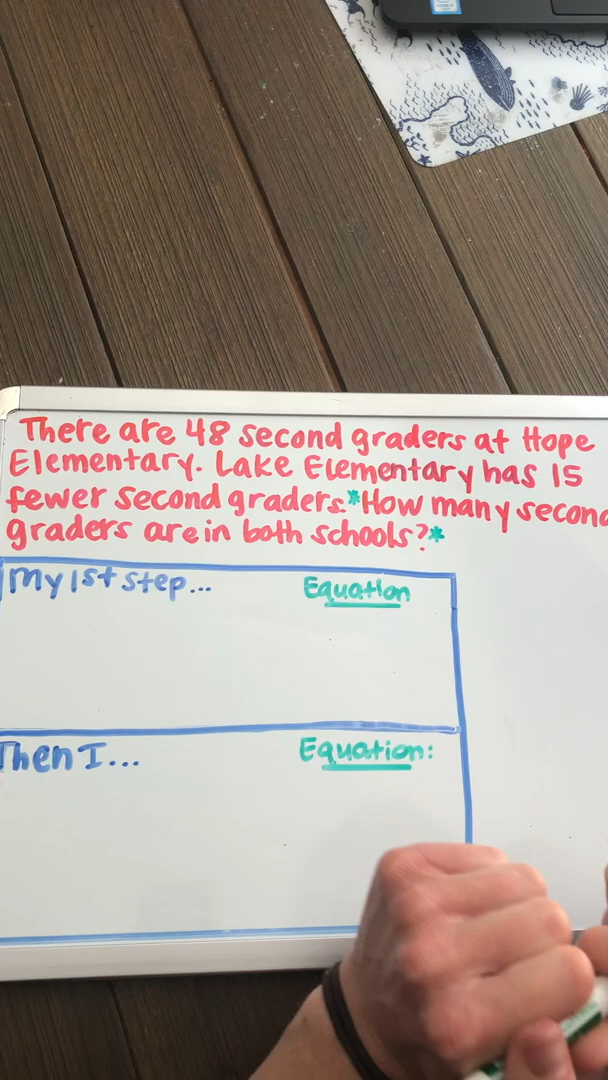 There are 48 second graders at Hope
Elementary. Lake Elementary has 15
fewer second graders.*How many second
graders are in both schools?*
My 1st step... Equation
Then I... Equation: